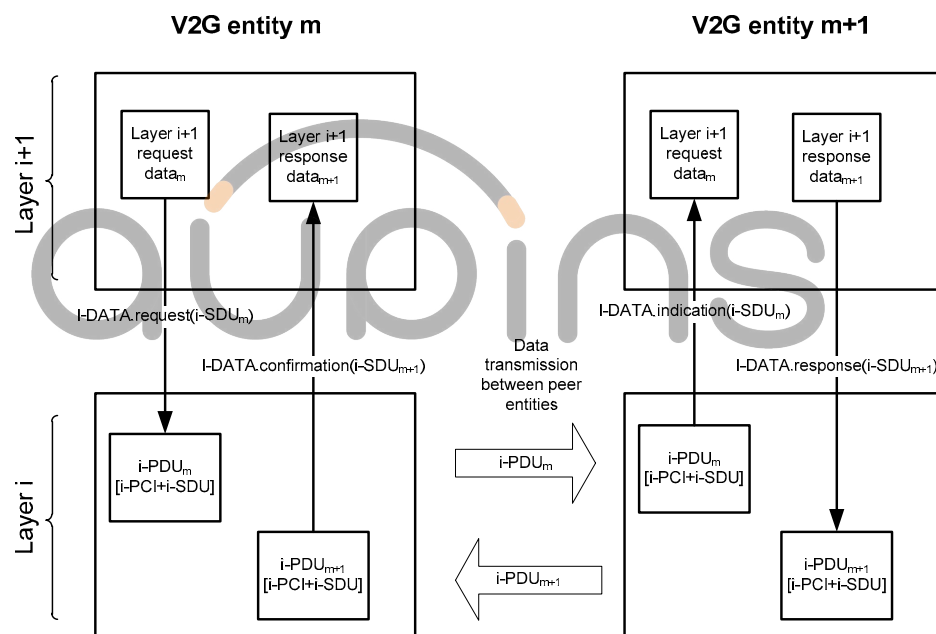 V2G entity m
V2G entity m+1
Layer i+1
Layer i+1
request
dataₘ
Layer i+1
response
dataₘ₊₁
Layer i+1
request
dataₘ
Layer i+1
response
dataₘ₊₁
I-DATA.request(i-SDUₘ)
I-DATA.confirmation(i-SDUₘ₊₁)
Data
transmission
between peer
entities
I-DATA.indication(i-SDUₘ)
I-DATA.response(i-SDUₘ₊₁)
Layer i
i-PDUₘ
[i-PCI+i-SDU]
i-PDUₘ₊₁
[i-PCI+i-SDU]
i-PDUₘ
i-PDUₘ₊₁
i-PDUₘ
[i-PCI+i-SDU]
i-PDUₘ₊₁
[i-PCI+i-SDU]
aupins